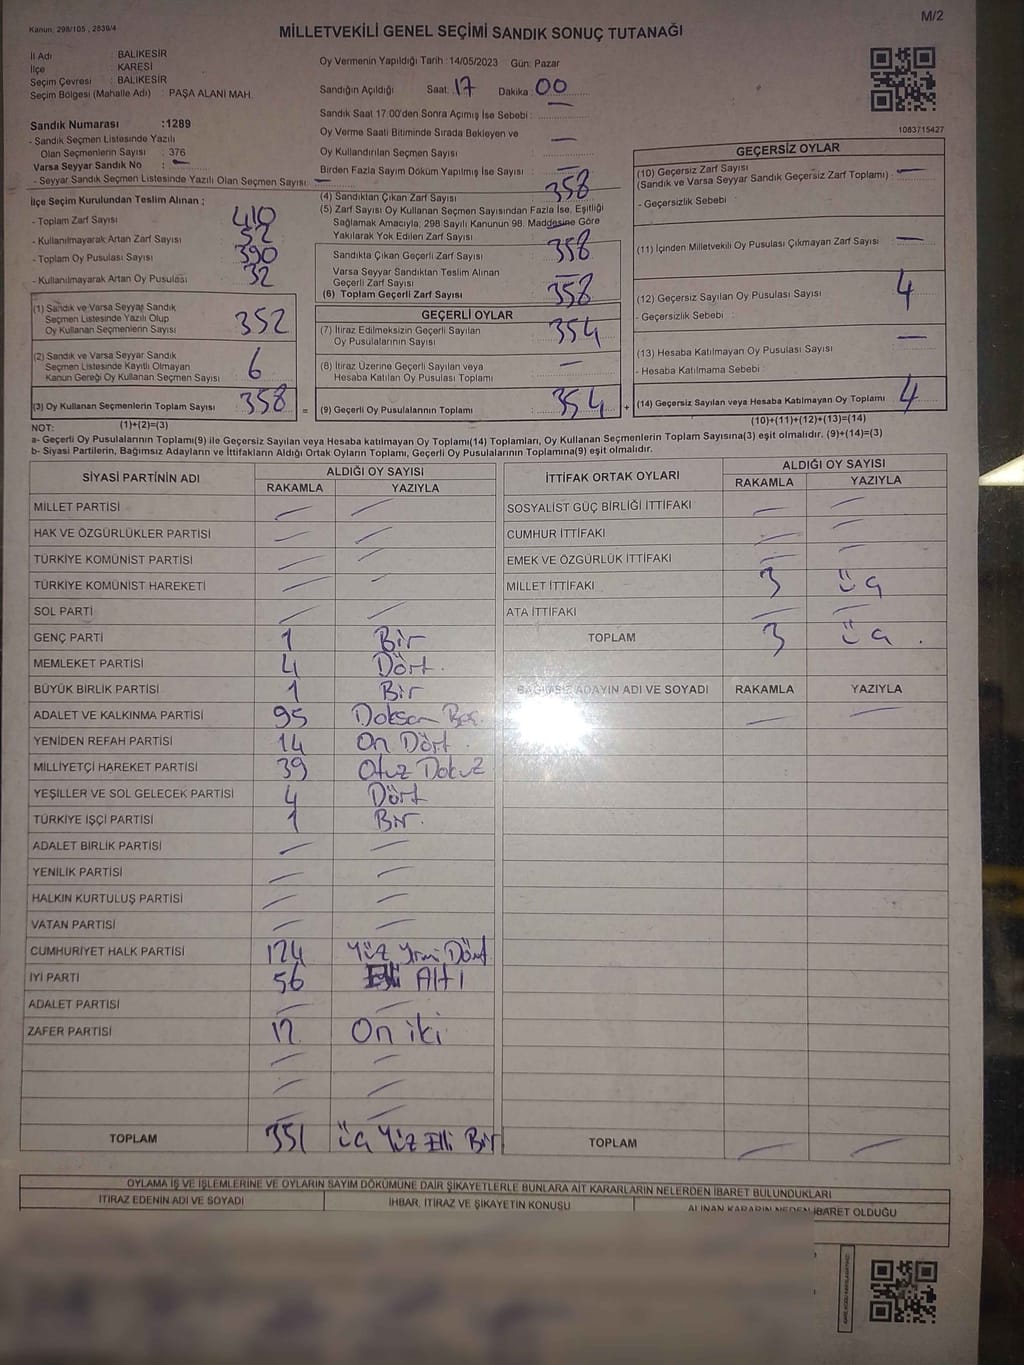 M/2
Kanun: 298/105, 2839/4
MİLLETVEKİLİ GENEL SEÇİMİ SANDIK SONUÇ TUTANAĞI
İl Adı : BALIKESİR
İlçe : KARESİ
Seçim Çevresi : BALIKESİR
Seçim Bölgesi (Mahalle Adı) : PAŞA ALANI MAH.
Sandık Numarası :1289
- Sandık Seçmen Listesinde Yazılı
Olan Seçmenlerin Sayısı : 376
Varsa Seyyar Sandık No : —
- Seyyar Sandık Seçmen Listesinde Yazılı Olan Seçmen Sayısı: —
Oy Vermenin Yapıldığı Tarih :14/05/2023 Gün: Pazar
Sandığın Açıldığı Saat: 17 Dakika : 00
Sandık Saat 17:00'den Sonra Açımış İse Sebebi : —
Oy Verme Saati Bitiminde Sırada Bekleyen ve
Oy Kullandırılan Seçmen Sayısı : —
Birden Fazla Sayım Döküm Yapılmış İse Sayısı : —
1083715427
İlçe Seçim Kurulundan Teslim Alınan ;
- Toplam Zarf Sayısı : 410
- Kullanılmayarak Artan Zarf Sayısı : 52
- Toplam Oy Pusulası Sayısı : 390
- Kullanılmayarak Artan Oy Pusulası : 32
(1) Sandık ve Varsa Seyyar Sandık
Seçmen Listesinde Yazılı Olup
Oy Kullanan Seçmenlerin Sayısı : 352
(2) Sandık ve Varsa Seyyar Sandık
Seçmen Listesinde Kayıtlı Olmayan
Kanun Gereği Oy Kullanan Seçmen Sayısı : 6
(3) Oy Kullanan Seçmenlerin Toplam Sayısı : 358 =
(1)+(2)=(3)
(4) Sandıktan Çıkan Zarf Sayısı : 358
(5) Zarf Sayısı Oy Kullanan Seçmen Sayısından Fazla İse, Eşitliği
Sağlamak Amacıyla, 298 Sayılı Kanunun 98. Maddesine Göre
Yakılarak Yok Edilen Zarf Sayısı : —
Sandıkta Çıkan Geçerli Zarf Sayısı : 358
Varsa Seyyar Sandıktan Teslim Alınan
Geçerli Zarf Sayısı : —
(6) Toplam Geçerli Zarf Sayısı : 358
GEÇERLİ OYLAR
(7) İtiraz Edilmeksizin Geçerli Sayılan
Oy Pusulalarının Sayısı : 354
(8) İtiraz Üzerine Geçerli Sayılan veya
Hesaba Katılan Oy Pusulası Toplamı : —
(9) Geçerli Oy Pusulalarının Toplamı : 354 +
GEÇERSİZ OYLAR
(10) Geçersiz Zarf Sayısı : —
(Sandık ve Varsa Seyyar Sandık Geçersiz Zarf Toplamı)
- Geçersizlik Sebebi :
(11) İçinden Milletvekili Oy Pusulası Çıkmayan Zarf Sayısı : —
(12) Geçersiz Sayılan Oy Pusulası Sayısı : 4
- Geçersizlik Sebebi :
(13) Hesaba Katılmayan Oy Pusulası Sayısı : —
- Hesaba Katılmama Sebebi :
(14) Geçersiz Sayılan veya Hesaba Katılmayan Oy Toplamı : 4
(10)+(11)+(12)+(13)=(14)
NOT:
a- Geçerli Oy Pusulalarının Toplamı(9) ile Geçersiz Sayılan veya Hesaba katılmayan Oy Toplamı(14) Toplamları, Oy Kullanan Seçmenlerin Toplam Sayısına(3) eşit olmalıdır. (9)+(14)=(3)
b- Siyasi Partilerin, Bağımsız Adayların ve İttifakların Aldığı Ortak Oyların Toplamı, Geçerli Oy Pusulalarının Toplamına(9) eşit olmalıdır.
SİYASİ PARTİNİN ADI ALDIĞI OY SAYISI
RAKAMLA YAZIYLA
MİLLET PARTİSİ — —
HAK VE ÖZGÜRLÜKLER PARTİSİ — —
TÜRKİYE KOMÜNİST PARTİSİ — —
TÜRKİYE KOMÜNİST HAREKETİ — —
SOL PARTİ — —
GENÇ PARTİ 1 Bir
MEMLEKET PARTİSİ 4 Dört.
BÜYÜK BİRLİK PARTİSİ 1 Bir
ADALET VE KALKINMA PARTİSİ 95 Doksan Beş
YENİDEN REFAH PARTİSİ 14 On Dört
MİLLİYETÇİ HAREKET PARTİSİ 39 Otuz Dokuz
YEŞİLLER VE SOL GELECEK PARTİSİ 4 Dört
TÜRKİYE İŞÇİ PARTİSİ 1 Bir.
ADALET BİRLİK PARTİSİ — —
YENİLİK PARTİSİ — —
HALKIN KURTULUŞ PARTİSİ — —
VATAN PARTİSİ — —
CUMHURİYET HALK PARTİSİ 124 Yüz Yirmi Dört
İYİ PARTİ 56 Elli Altı
ADALET PARTİSİ — —
ZAFER PARTİSİ 12 On iki
— —
— —
— —
TOPLAM 351 Üç Yüz Elli Bir
İTTİFAK ORTAK OYLARI ALDIĞI OY SAYISI
RAKAMLA YAZIYLA
SOSYALİST GÜÇ BİRLİĞİ İTTİFAKI — —
CUMHUR İTTİFAKI — —
EMEK VE ÖZGÜRLÜK İTTİFAKI — —
MİLLET İTTİFAKI 3 Üç
ATA İTTİFAKI — —
TOPLAM 3 Üç .
BAĞIMSIZ ADAYIN ADI VE SOYADI RAKAMLA YAZIYLA
— —
TOPLAM — —
OYLAMA İŞ VE İŞLEMLERİNE VE OYLARIN SAYIM DÖKÜMÜNE DAİR ŞİKAYETLERLE BUNLARA AİT KARARLARIN NELERDEN İBARET BULUNDUKLARI
İTİRAZ EDENİN ADI VE SOYADI İHBAR, İTİRAZ VE ŞİKAYETİN KONUSU ALINAN KARARIN NEDEN İBARET OLDUĞU